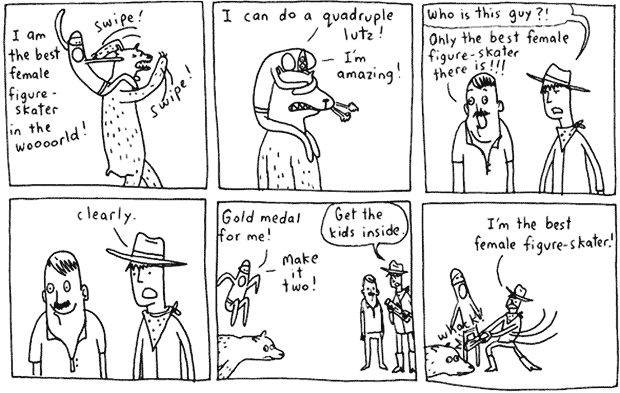 I am
the best
female
figure-
skater
in the
woooorld!
swipe!
swipe!
I can do a quadruple
lutz!
I'm
amazing!
Who is this guy?!
Only the best female
figure-skater
there is!!!
clearly.
Gold medal
for me!
make
it
two!
Get the
kids inside.
I'm the best
female figure-skater!
whack!